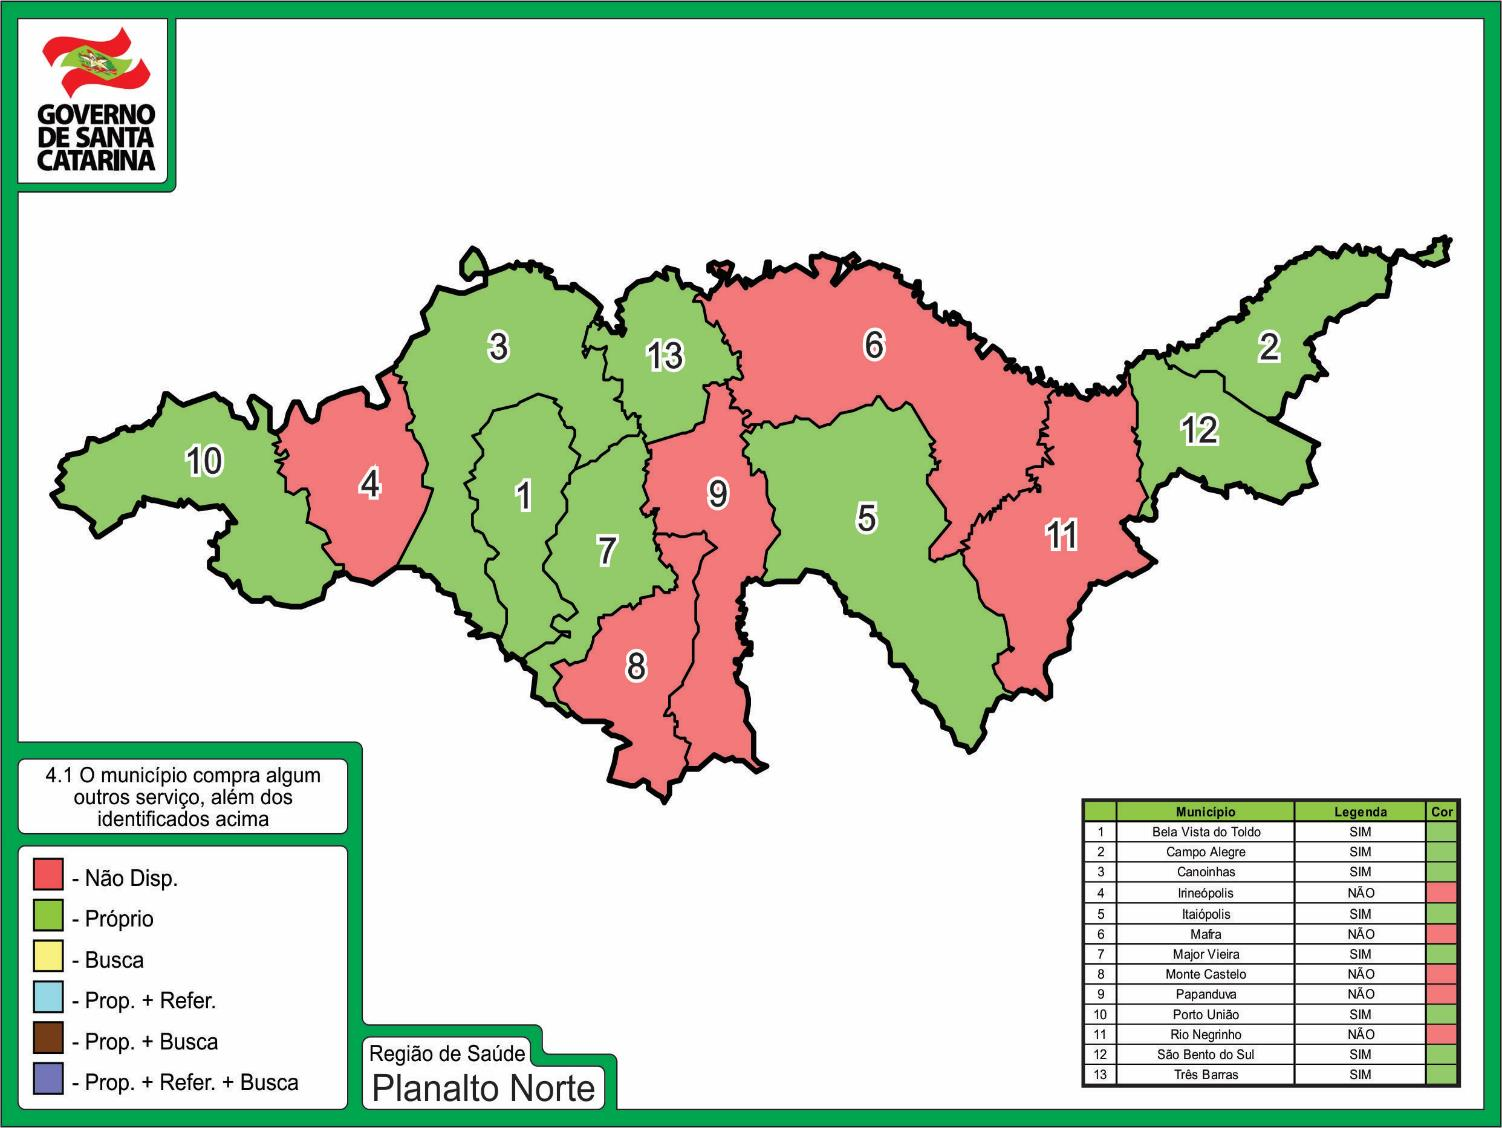 GOVERNO
DE SANTA
CATARINA
3
13
6
2
12
10
4
1
9
5
7
11
8
4.1 O município compra algum
outros serviço, além dos
identificados acima
- Não Disp.
- Próprio
- Busca
- Prop. + Refer.
- Prop. + Busca
- Prop. + Refer. + Busca
Região de Saúde
Planalto Norte
Município Legenda Cor
1 Bela Vista do Toldo SIM
2 Campo Alegre SIM
3 Canoinhas SIM
4 Irineópolis NÃO
5 Itaiópolis SIM
6 Mafra NÃO
7 Major Vieira SIM
8 Monte Castelo NÃO
9 Papanduva NÃO
10 Porto União SIM
11 Rio Negrinho NÃO
12 São Bento do Sul SIM
13 Três Barras SIM